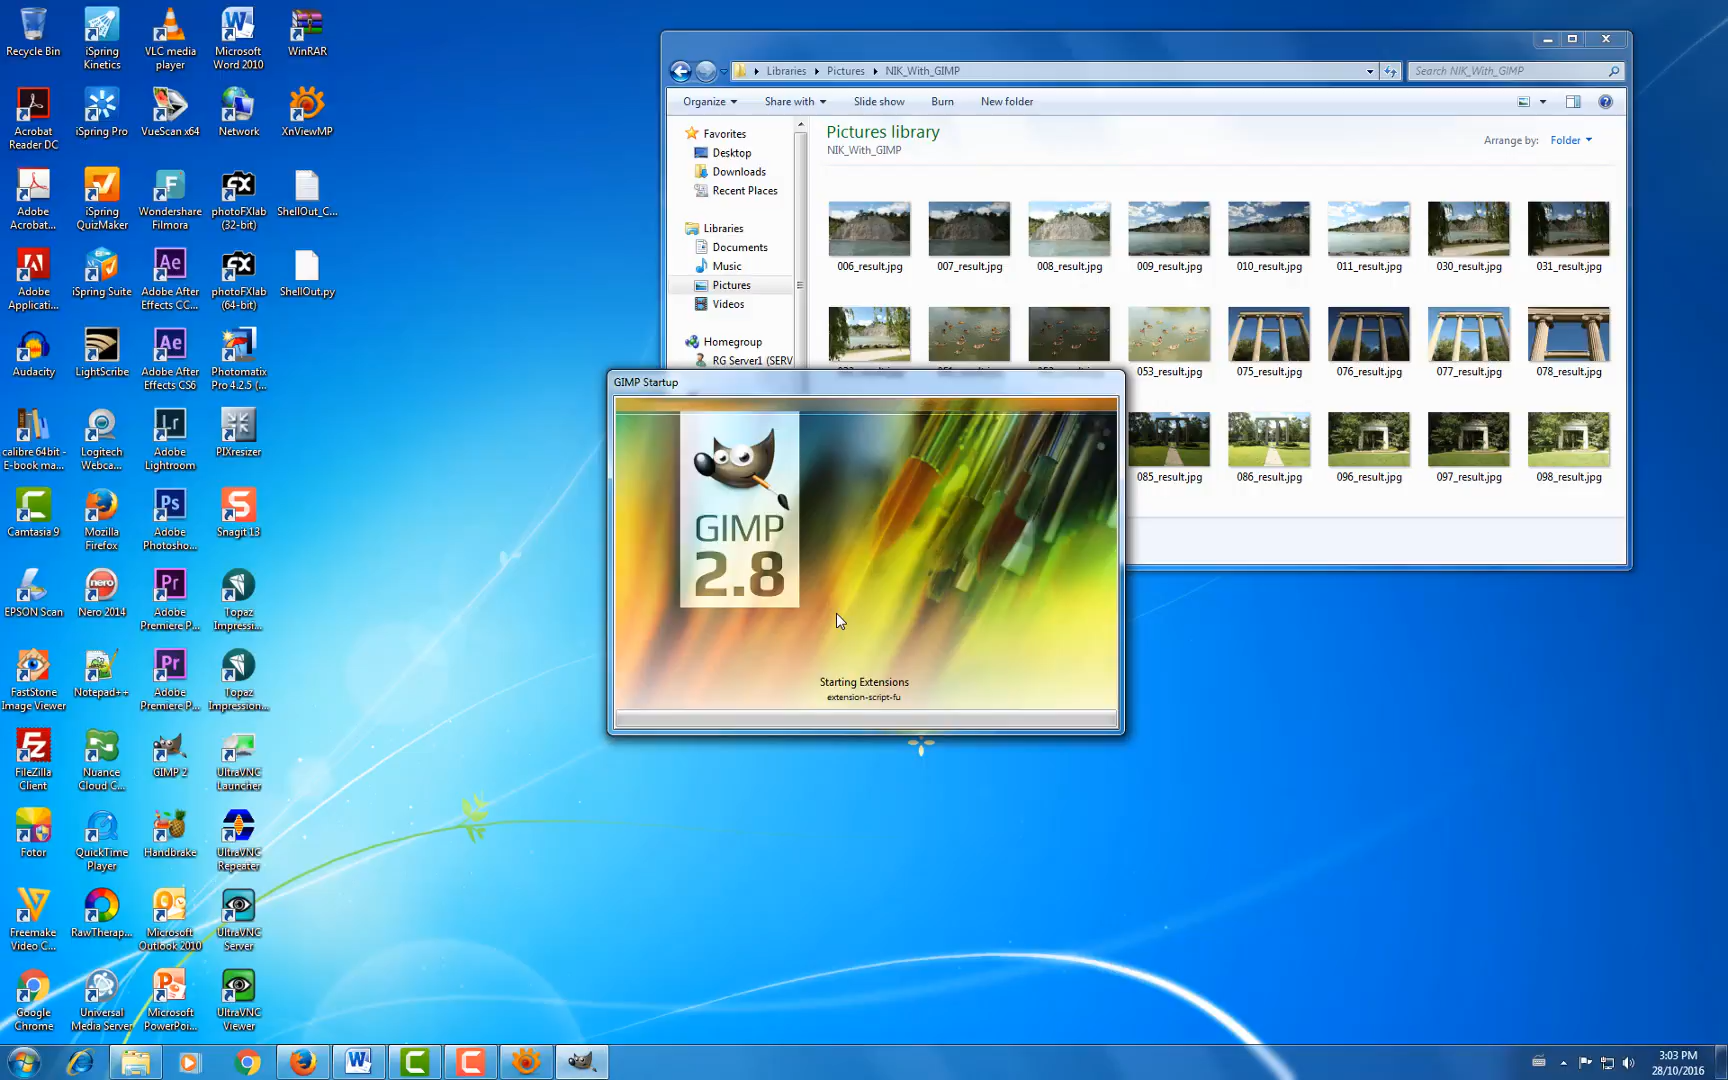 Recycle Bin
iSpring
Kinetics
VLC media
player
Microsoft
Word 2010
WinRAR
Acrobat
Reader DC
iSpring Pro
VueScan x64
Network
XnViewMP
Adobe
Acrobat...
iSpring
QuizMaker
Wondershare
Filmora
photoFXlab
(32-bit)
ShellOut_C...
Adobe
Applicati...
iSpring Suite
Adobe After
Effects CC...
photoFXlab
(64-bit)
ShellOut.py
Audacity
LightScribe
Adobe After
Effects CS6
Photomatix
Pro 4.2.5 (...
calibre 64bit -
E-book ma...
Logitech
Webca...
Adobe
Lightroom
PIXresizer
Camtasia 9
Mozilla
Firefox
Adobe
Photosho...
Snagit 13
EPSON Scan
Nero 2014
Adobe
Premiere P...
Topaz
Impressi...
FastStone
Image Viewer
Notepad++
Adobe
Premiere P...
Topaz
Impression...
FileZilla
Client
Nuance
Cloud C...
GIMP 2
UltraVNC
Launcher
Fotor
QuickTime
Player
Handbrake
UltraVNC
Repeater
Freemake
Video C...
RawTherap...
Microsoft
Outlook 2010
UltraVNC
Server
Google
Chrome
Universal
Media Server
Microsoft
PowerPoi...
UltraVNC
Viewer
Libraries
Pictures
NIK_With_GIMP
Search NIK_With_GIMP
Organize
Share with
Slide show
Burn
New folder
Favorites
Desktop
Downloads
Recent Places
Libraries
Documents
Music
Pictures
Videos
Homegroup
RG Server1 (SERV
Pictures library
NIK_With_GIMP
Arrange by:
Folder
006_result.jpg
007_result.jpg
008_result.jpg
009_result.jpg
010_result.jpg
011_result.jpg
030_result.jpg
031_result.jpg
053_result.jpg
075_result.jpg
076_result.jpg
077_result.jpg
078_result.jpg
085_result.jpg
086_result.jpg
096_result.jpg
097_result.jpg
098_result.jpg
GIMP Startup
GIMP
2.8
Starting Extensions
extension-script-fu
3:03 PM
28/10/2016